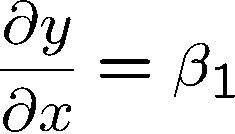 ∂y/∂x = β₁